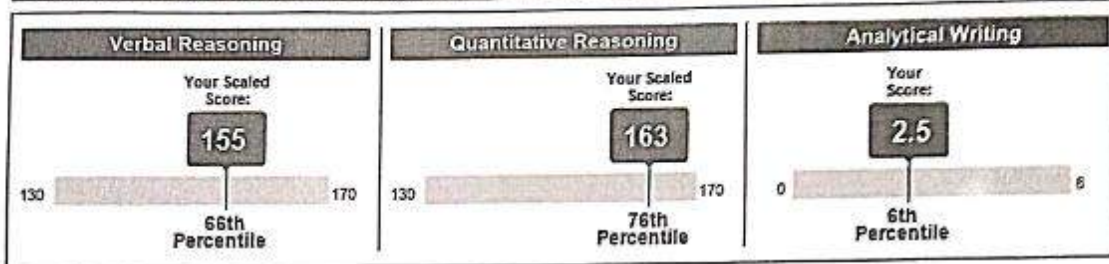 Verbal Reasoning
Your Scaled
Score:
155
130
170
66th
Percentile
Quantitative Reasoning
Your Scaled
Score:
163
130
170
76th
Percentile
Analytical Writing
Your
Score:
2.5
0
6
6th
Percentile